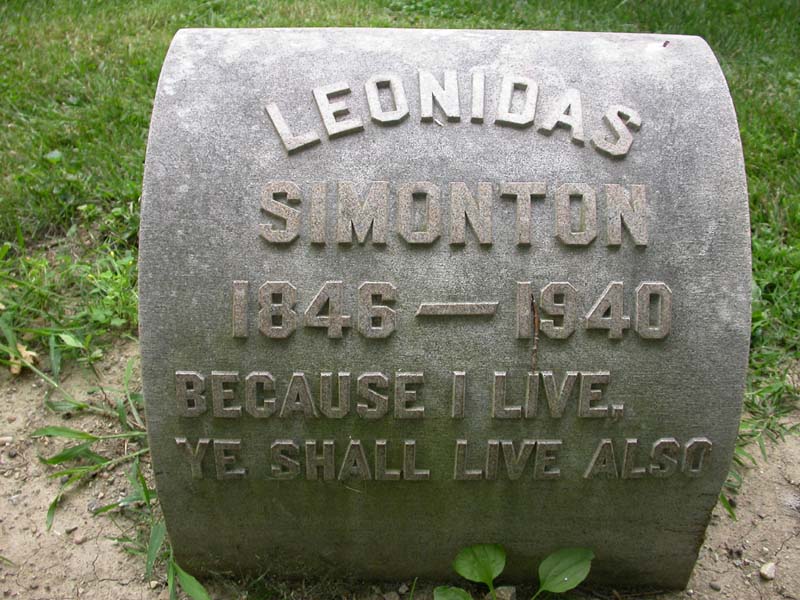 LEONIDAS
SIMONTON
1846 — 1940
BECAUSE I LIVE,
YE SHALL LIVE ALSO